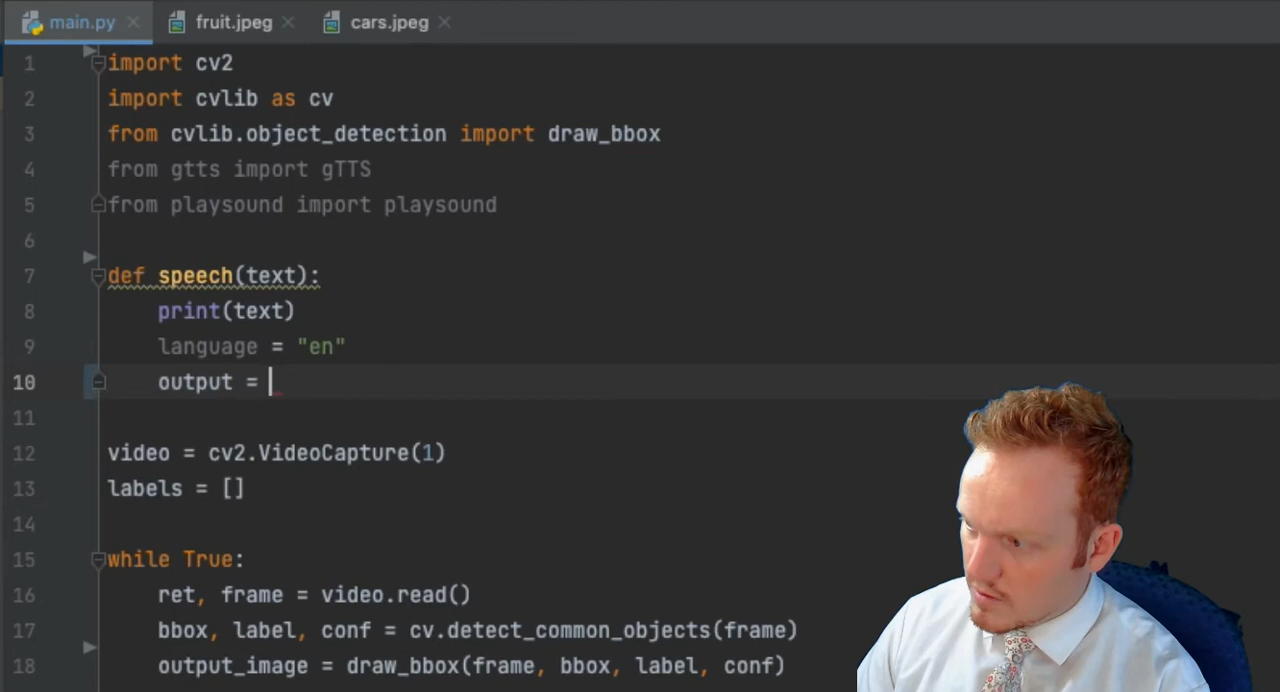 main.py fruit.jpeg cars.jpeg
1 import cv2
2 import cvlib as cv
3 from cvlib.object_detection import draw_bbox
4 from gtts import gTTS
5 from playsound import playsound
6
7 def speech(text):
8 print(text)
9 language = "en"
10 output =
11
12 video = cv2.VideoCapture(1)
13 labels = []
14
15 while True:
16 ret, frame = video.read()
17 bbox, label, conf = cv.detect_common_objects(frame)
18 output_image = draw_bbox(frame, bbox, label, conf)